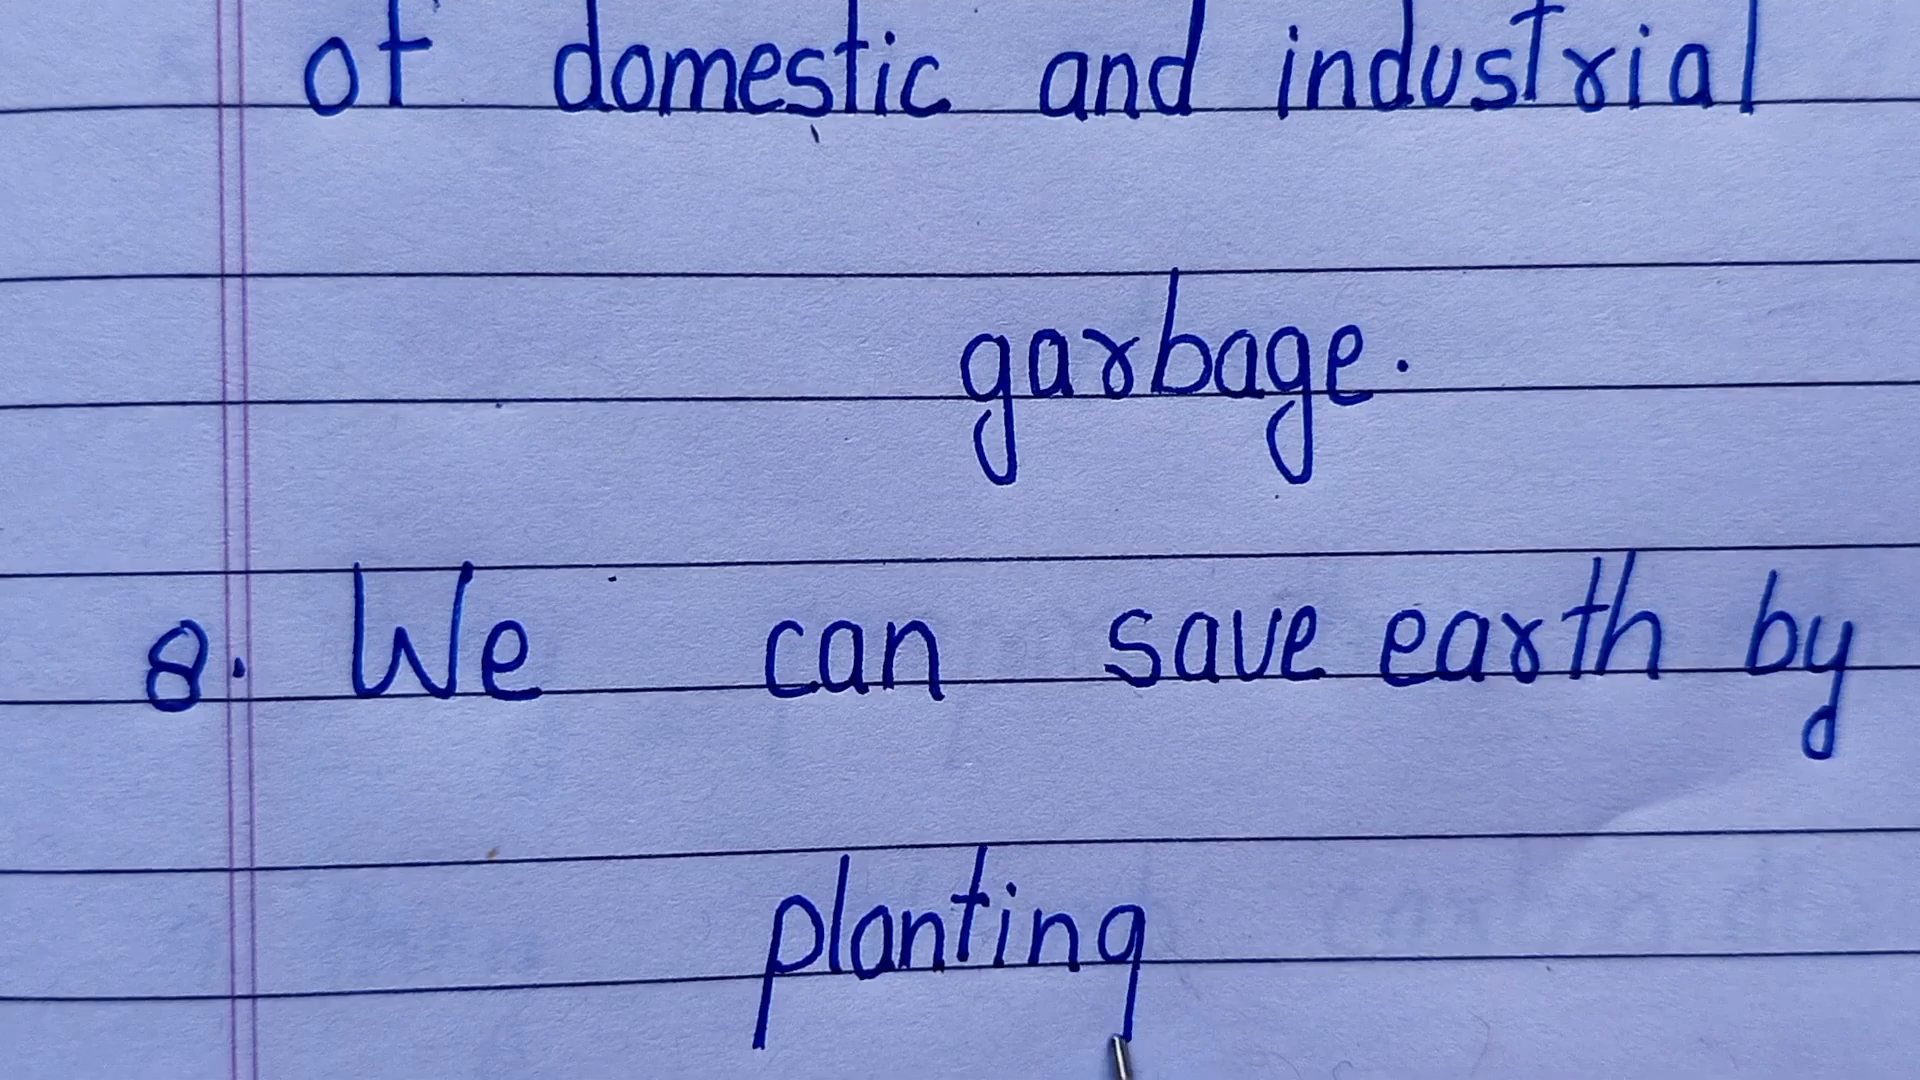 of domestic and industrial
garbage.
8. We can save earth by
planting